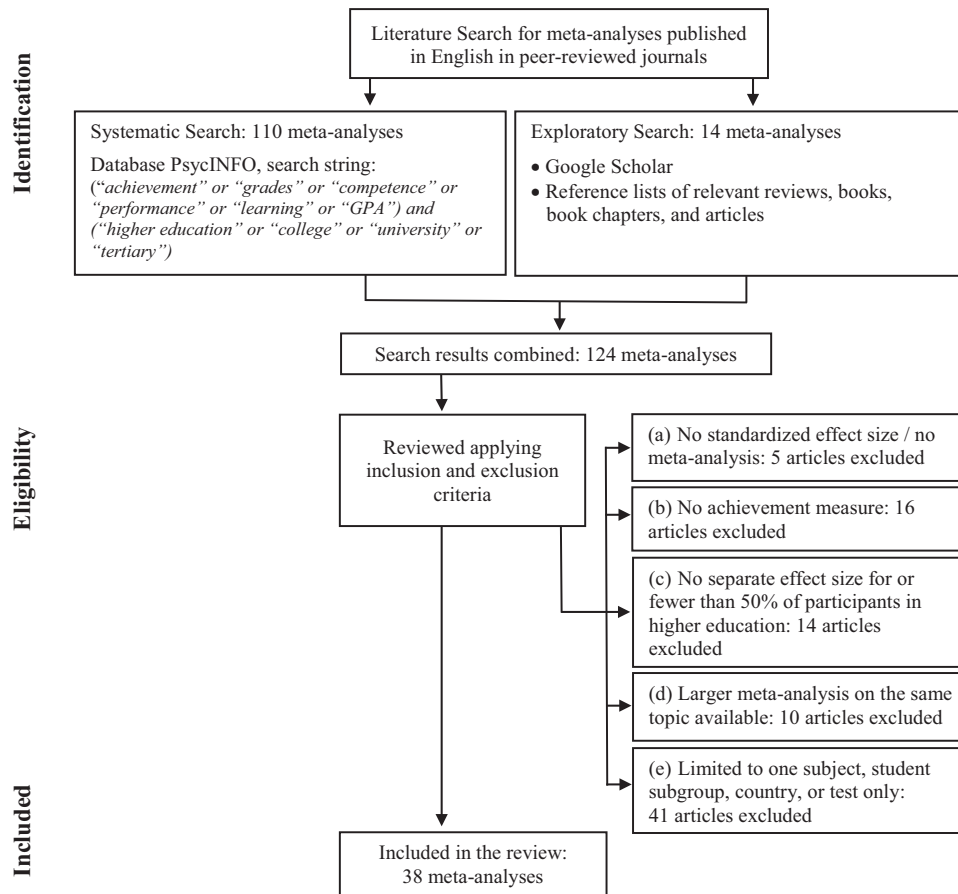 Identification
Literature Search for meta-analyses published
in English in peer-reviewed journals
Systematic Search: 110 meta-analyses
Database PsycINFO, search string:
(“achievement” or “grades” or “competence” or
“performance” or “learning” or “GPA”) and
(“higher education” or “college” or “university” or
“tertiary”)
Exploratory Search: 14 meta-analyses
• Google Scholar
• Reference lists of relevant reviews, books,
book chapters, and articles
Search results combined: 124 meta-analyses
Eligibility
Reviewed applying
inclusion and exclusion
criteria
(a) No standardized effect size / no
meta-analysis: 5 articles excluded
(b) No achievement measure: 16
articles excluded
(c) No separate effect size for or
fewer than 50% of participants in
higher education: 14 articles
excluded
(d) Larger meta-analysis on the same
topic available: 10 articles excluded
(e) Limited to one subject, student
subgroup, country, or test only:
41 articles excluded
Included
Included in the review:
38 meta-analyses